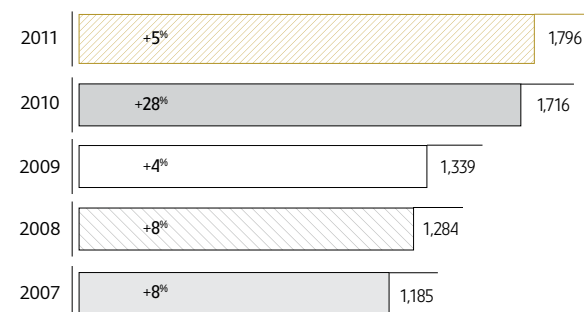 2011 +5% 1,796
2010 +28% 1,716
2009 +4% 1,339
2008 +8% 1,284
2007 +8% 1,185